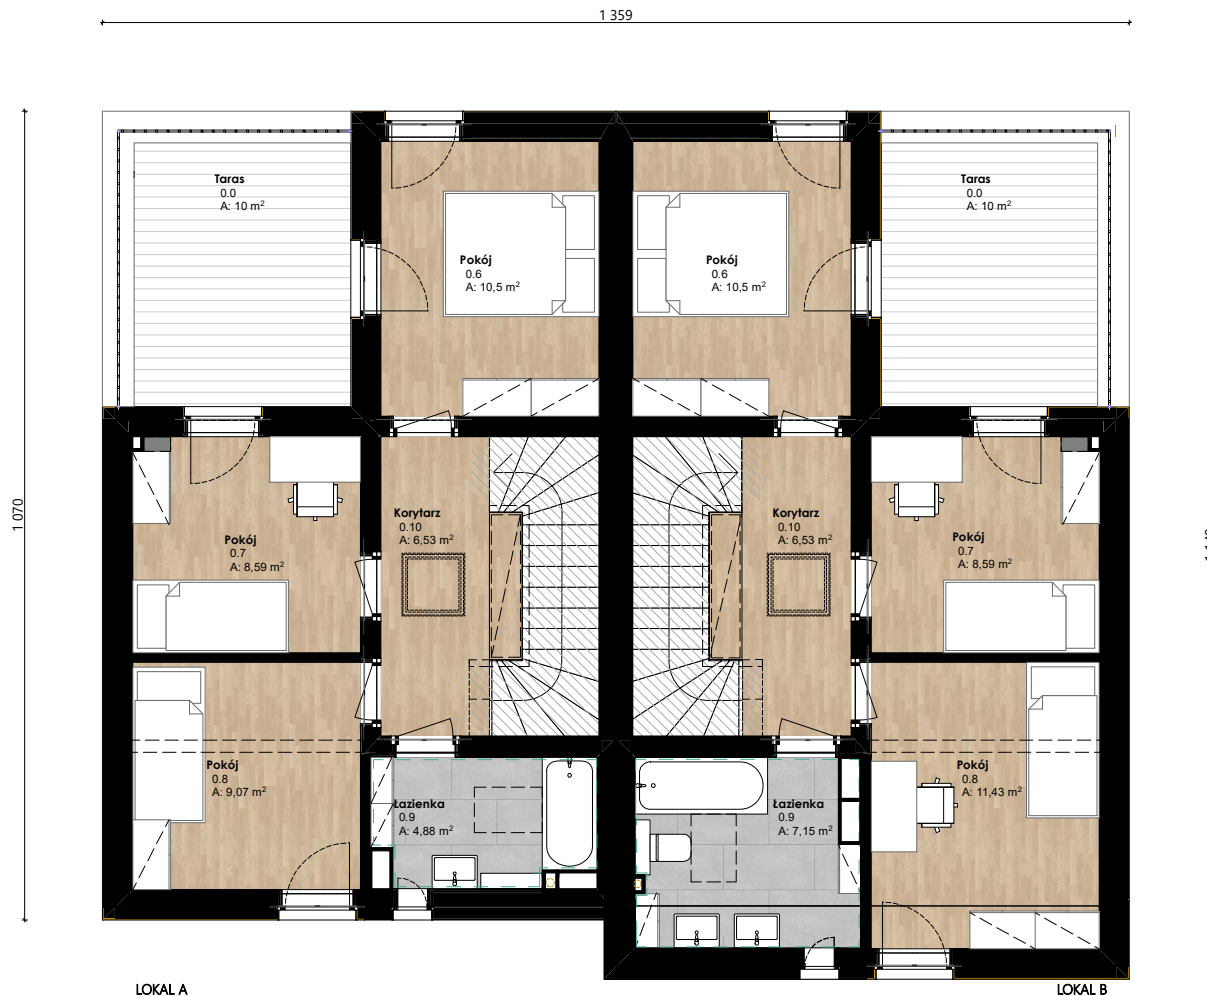 1 359
Taras
0.0
A: 10 m²
Taras
0.0
A: 10 m²
Pokój
0.6
A: 10,5 m²
Pokój
0.6
A: 10,5 m²
1 070
Korytarz
0.10
A: 6,53 m²
Korytarz
0.10
A: 6,53 m²
Pokój
0.7
A: 8,59 m²
Pokój
0.7
A: 8,59 m²
Pokój
0.8
A: 9,07 m²
Pokój
0.8
A: 11,43 m²
Łazienka
0.9
A: 4,88 m²
Łazienka
0.9
A: 7,15 m²
LOKAL A
LOKAL B